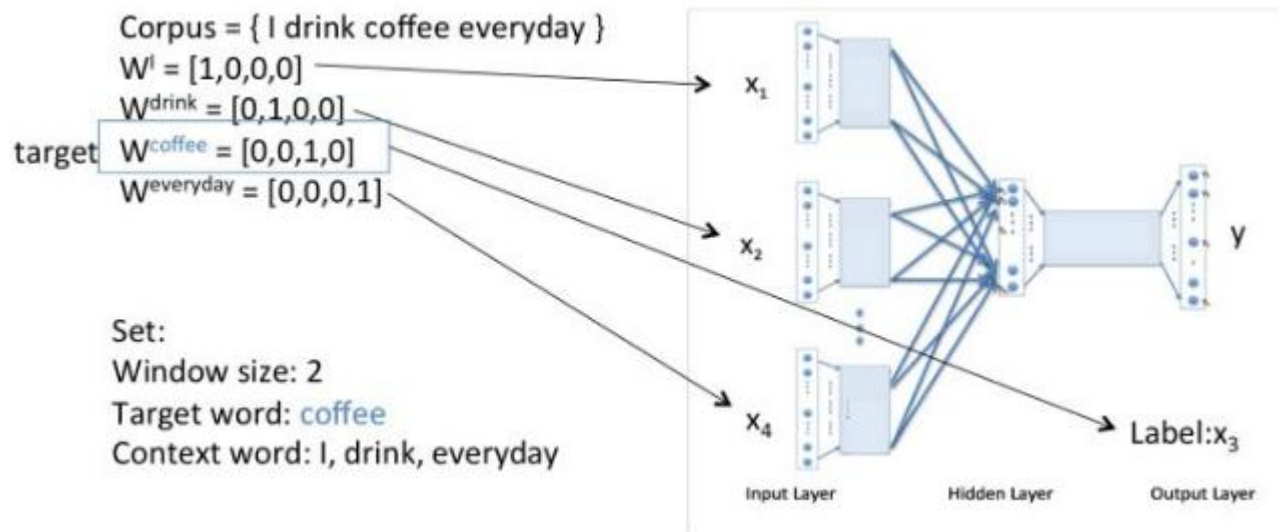 Corpus = { I drink coffee everyday }
Wᴵ = [1,0,0,0]
W^drink = [0,1,0,0]
target
W^coffee = [0,0,1,0]
W^everyday = [0,0,0,1]
Set:
Window size: 2
Target word: coffee
Context word: I, drink, everyday
x₁
x₂
x₄
y
Label:x₃
Input Layer
Hidden Layer
Output Layer